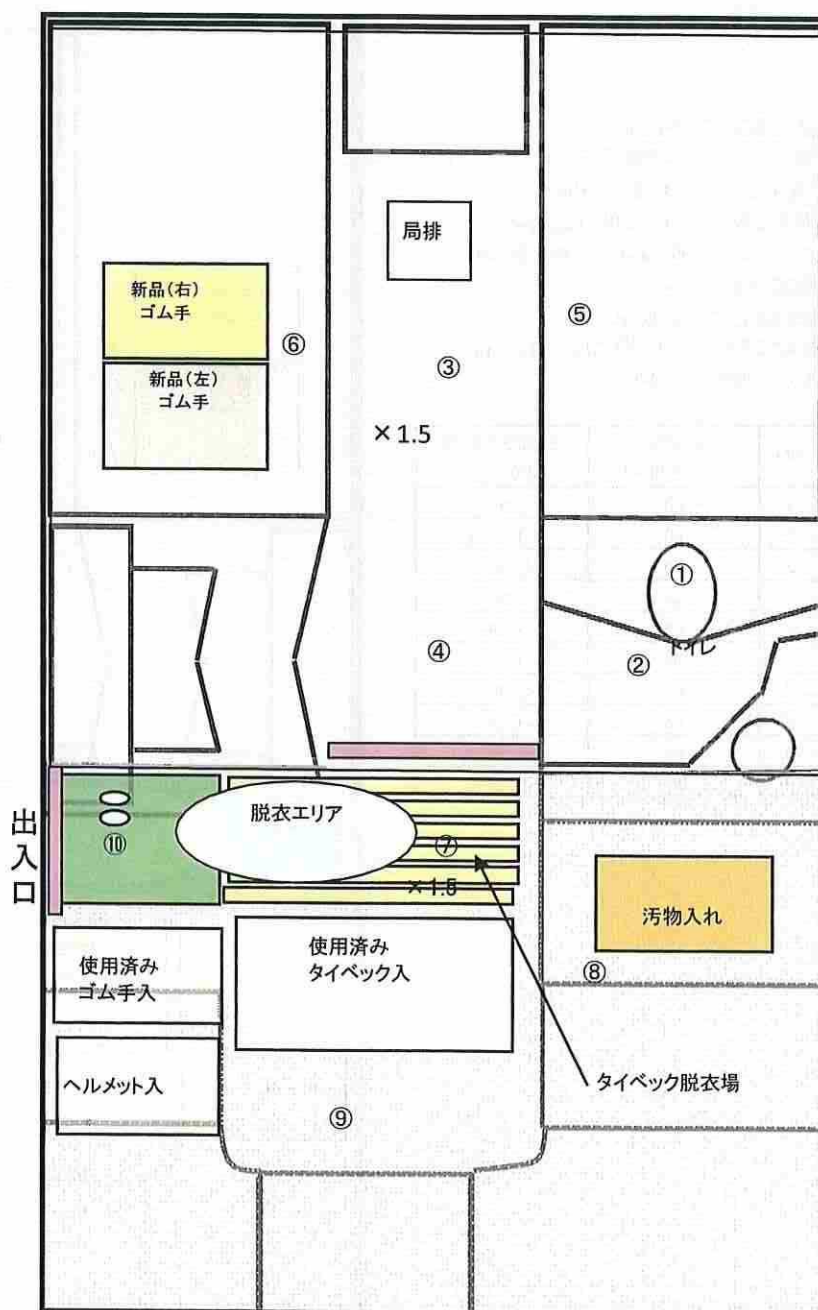 局排
新品(右)
ゴム手
⑥
⑤
③
新品(左)
ゴム手
×1.5
①
④
②
トイレ
出入口
脱衣エリア
⑩
⑦
×1.5
汚物入れ
使用済み
ゴム手入
使用済み
タイベック入
⑧
ヘルメット入
タイベック脱衣場
⑨